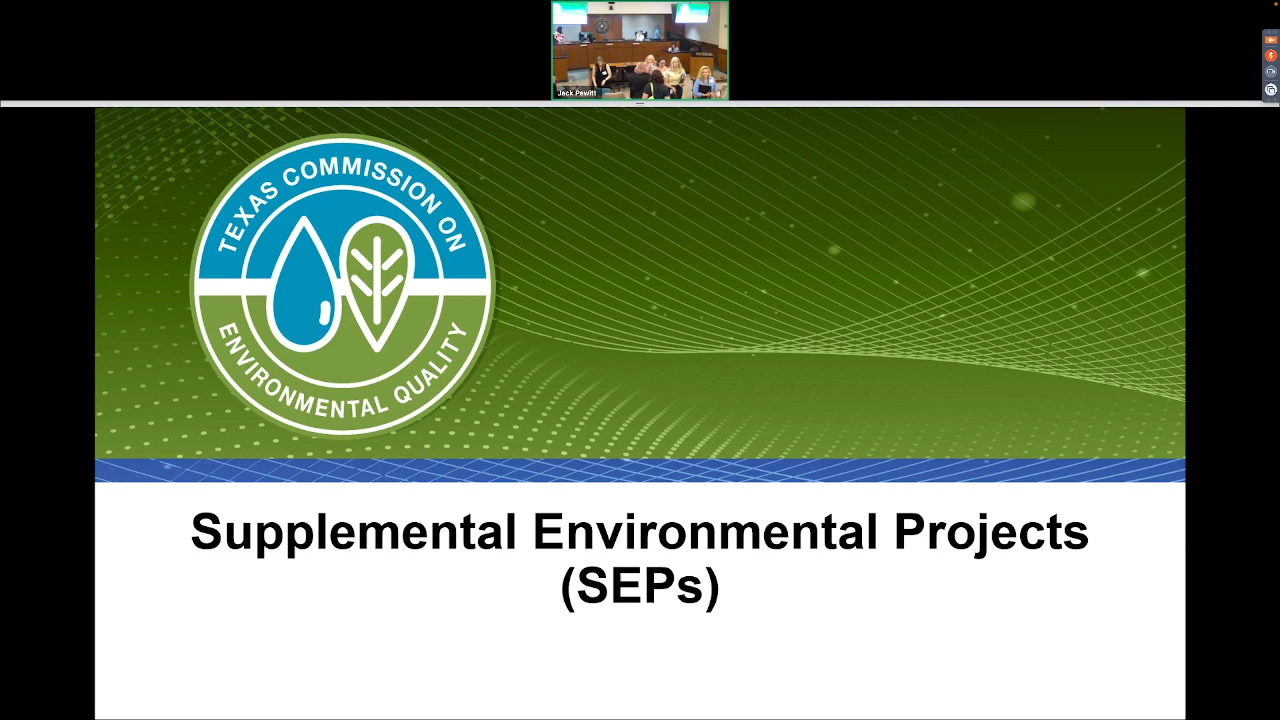 Jack Pewitt
TEXAS COMMISSION ON
ENVIRONMENTAL QUALITY
Supplemental Environmental Projects
(SEPs)